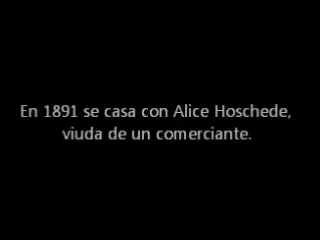 En 1891 se casa con Alice Hoschede,
viuda de un comerciante.